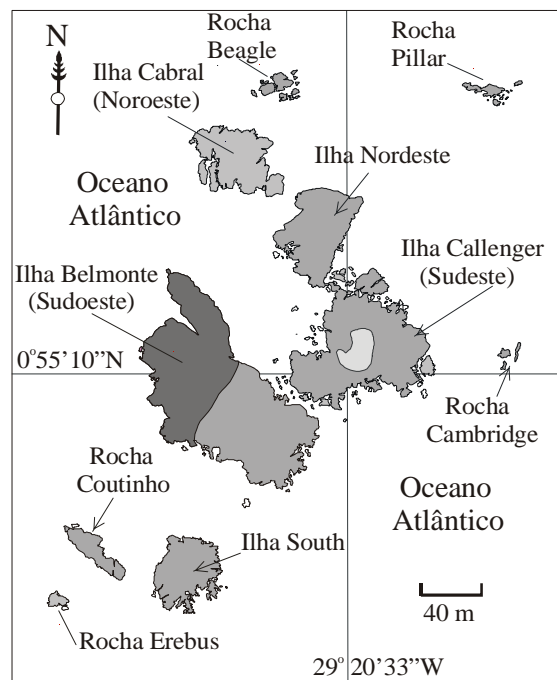 N
Rocha
Beagle
Rocha
Pillar
Ilha Cabral
(Noroeste)
Ilha Nordeste
Oceano
Atlântico
Ilha Callenger
(Sudeste)
Ilha Belmonte
(Sudoeste)
0°55'10"N
Rocha
Cambridge
Rocha
Coutinho
Oceano
Atlântico
Ilha South
40 m
Rocha Erebus
29° 20'33"W